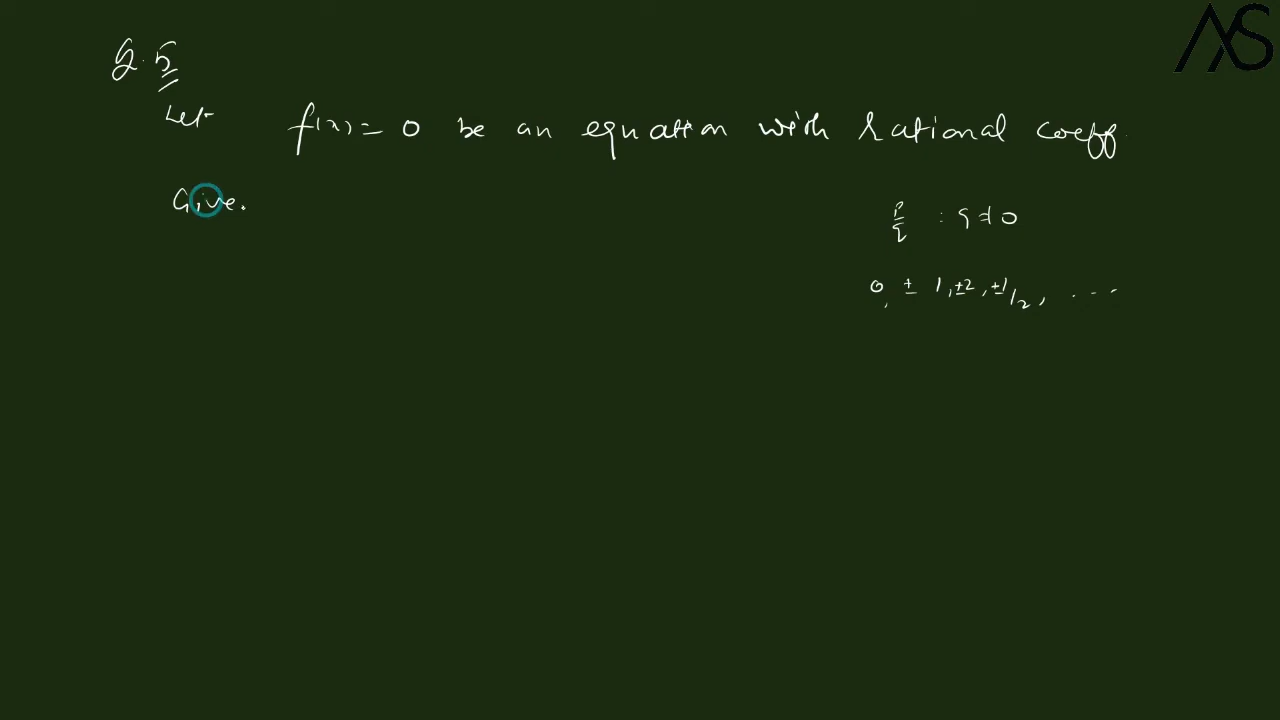 Q.5
Let f(x) = 0 be an equation with rational coeff.
Give.
p/q : q ≠ 0
0, ± 1, ±2, ±1/2, ....